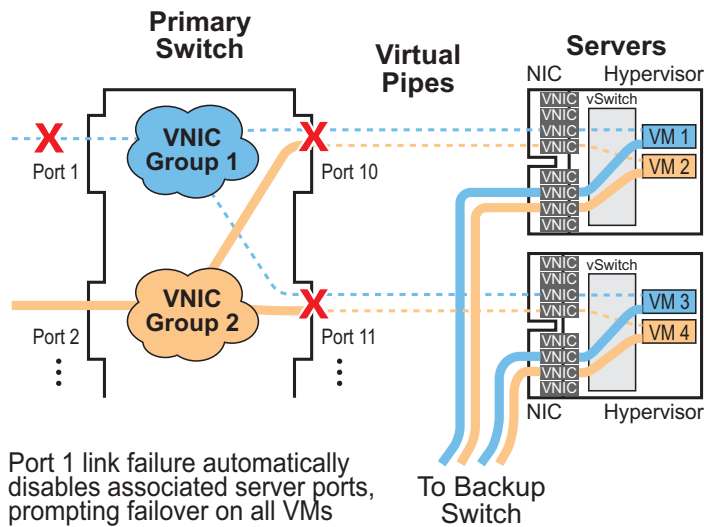 Primary
Switch
Virtual
Pipes
Servers
NIC
Hypervisor
VNIC
VNIC
VNIC
VNIC
vSwitch
VM 1
VM 2
VNIC
VNIC
VNIC
VNIC
VNIC
Group 1
Port 1
Port 10
VNIC
VNIC
VNIC
VNIC
vSwitch
VM 3
VM 4
VNIC
VNIC
VNIC
VNIC
VNIC
Group 2
Port 2
Port 11
NIC
Hypervisor
Port 1 link failure automatically
disables associated server ports,
prompting failover on all VMs
To Backup
Switch